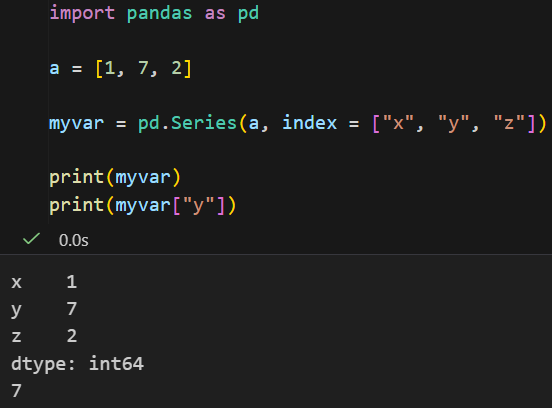 import pandas as pd
a = [1, 7, 2]
myvar = pd.Series(a, index = ["x", "y", "z"])
print(myvar)
print(myvar["y"])
0.0s
x    1
y    7
z    2
dtype: int64
7